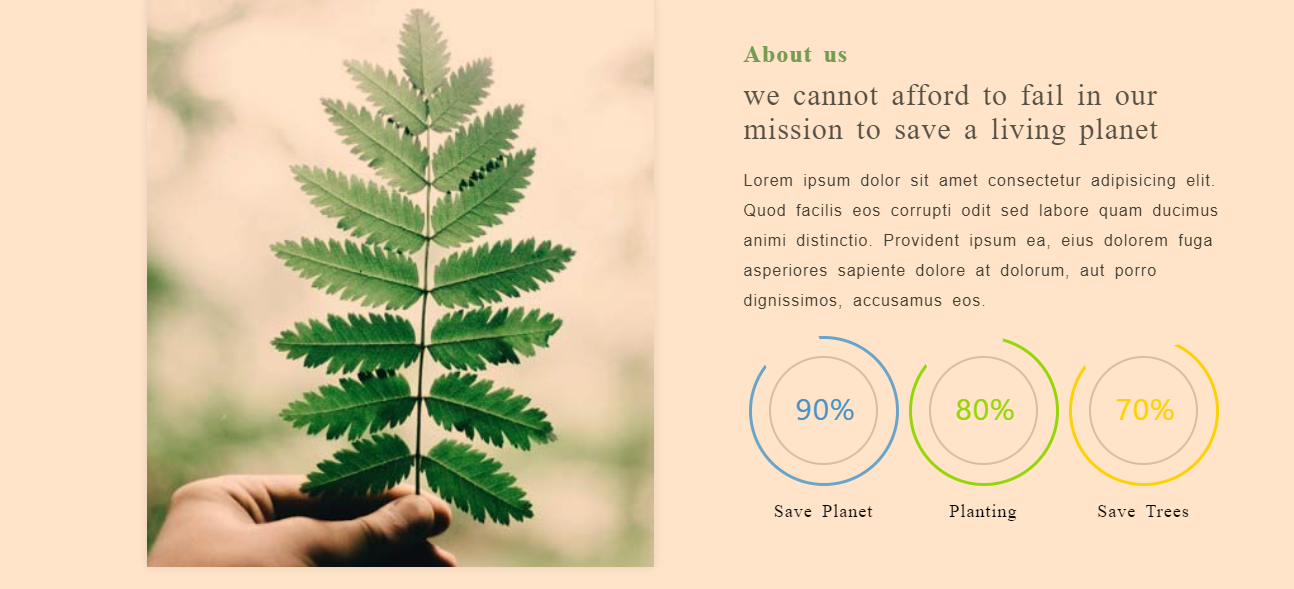 About us
we cannot afford to fail in our
mission to save a living planet
Lorem ipsum dolor sit amet consectetur adipisicing elit.
Quod facilis eos corrupti odit sed labore quam ducimus
animi distinctio. Provident ipsum ea, eius dolorem fuga
asperiores sapiente dolore at dolorum, aut porro
dignissimos, accusamus eos.
90% 80% 70%
Save Planet Planting Save Trees